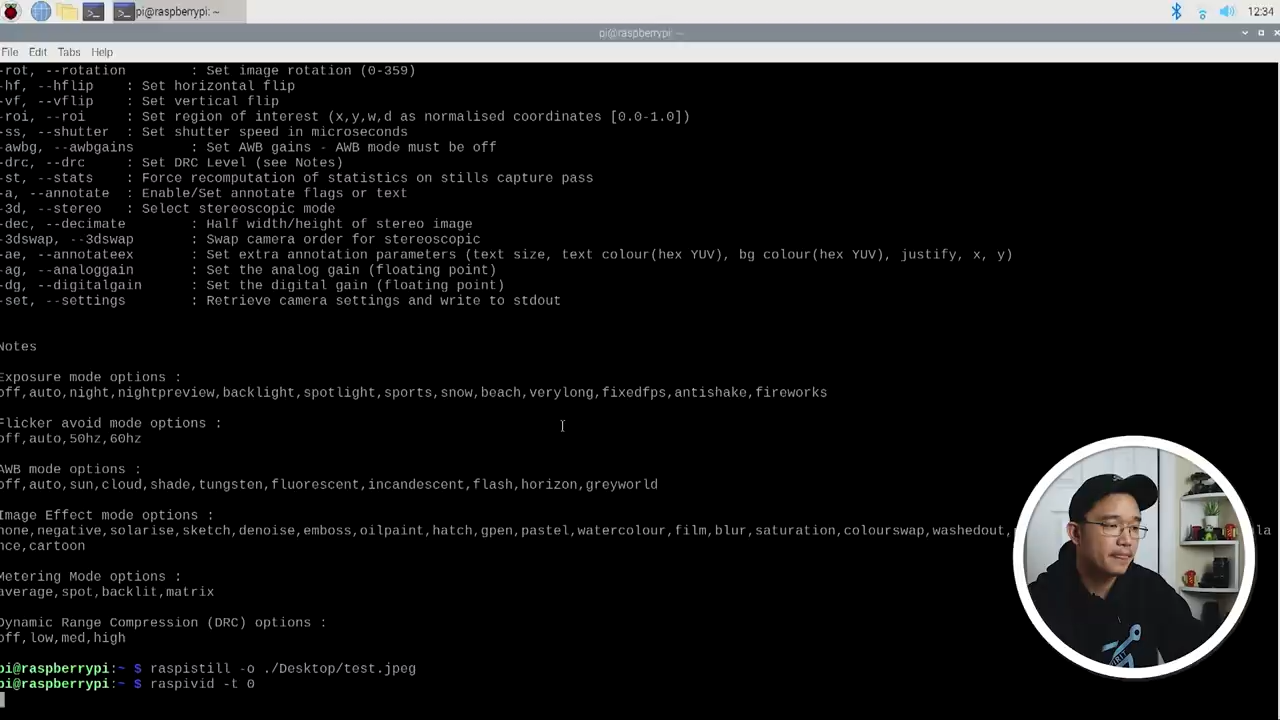 pi@raspberrypi: ~
12:34
pi@raspberrypi: ~
File Edit Tabs Help
-rot, --rotation : Set image rotation (0-359)
-hf, --hflip : Set horizontal flip
-vf, --vflip : Set vertical flip
-roi, --roi : Set region of interest (x,y,w,d as normalised coordinates [0.0-1.0])
-ss, --shutter : Set shutter speed in microseconds
-awbg, --awbgains : Set AWB gains - AWB mode must be off
-drc, --drc : Set DRC Level (see Notes)
-st, --stats : Force recomputation of statistics on stills capture pass
-a, --annotate : Enable/Set annotate flags or text
-3d, --stereo : Select stereoscopic mode
-dec, --decimate : Half width/height of stereo image
-3dswap, --3dswap : Swap camera order for stereoscopic
-ae, --annotateex : Set extra annotation parameters (text size, text colour(hex YUV), bg colour(hex YUV), justify, x, y)
-ag, --analoggain : Set the analog gain (floating point)
-dg, --digitalgain : Set the digital gain (floating point)
-set, --settings : Retrieve camera settings and write to stdout
Notes
Exposure mode options :
off,auto,night,nightpreview,backlight,spotlight,sports,snow,beach,verylong,fixedfps,antishake,fireworks
Flicker avoid mode options :
off,auto,50hz,60hz
AWB mode options :
off,auto,sun,cloud,shade,tungsten,fluorescent,incandescent,flash,horizon,greyworld
Image Effect mode options :
none,negative,solarise,sketch,denoise,emboss,oilpaint,hatch,gpen,pastel,watercolour,film,blur,saturation,colourswap,washedout,
nce,cartoon
Metering Mode options :
average,spot,backlit,matrix
Dynamic Range Compression (DRC) options :
off,low,med,high
pi@raspberrypi:~ $ raspistill -o ./Desktop/test.jpeg
pi@raspberrypi:~ $ raspivid -t 0